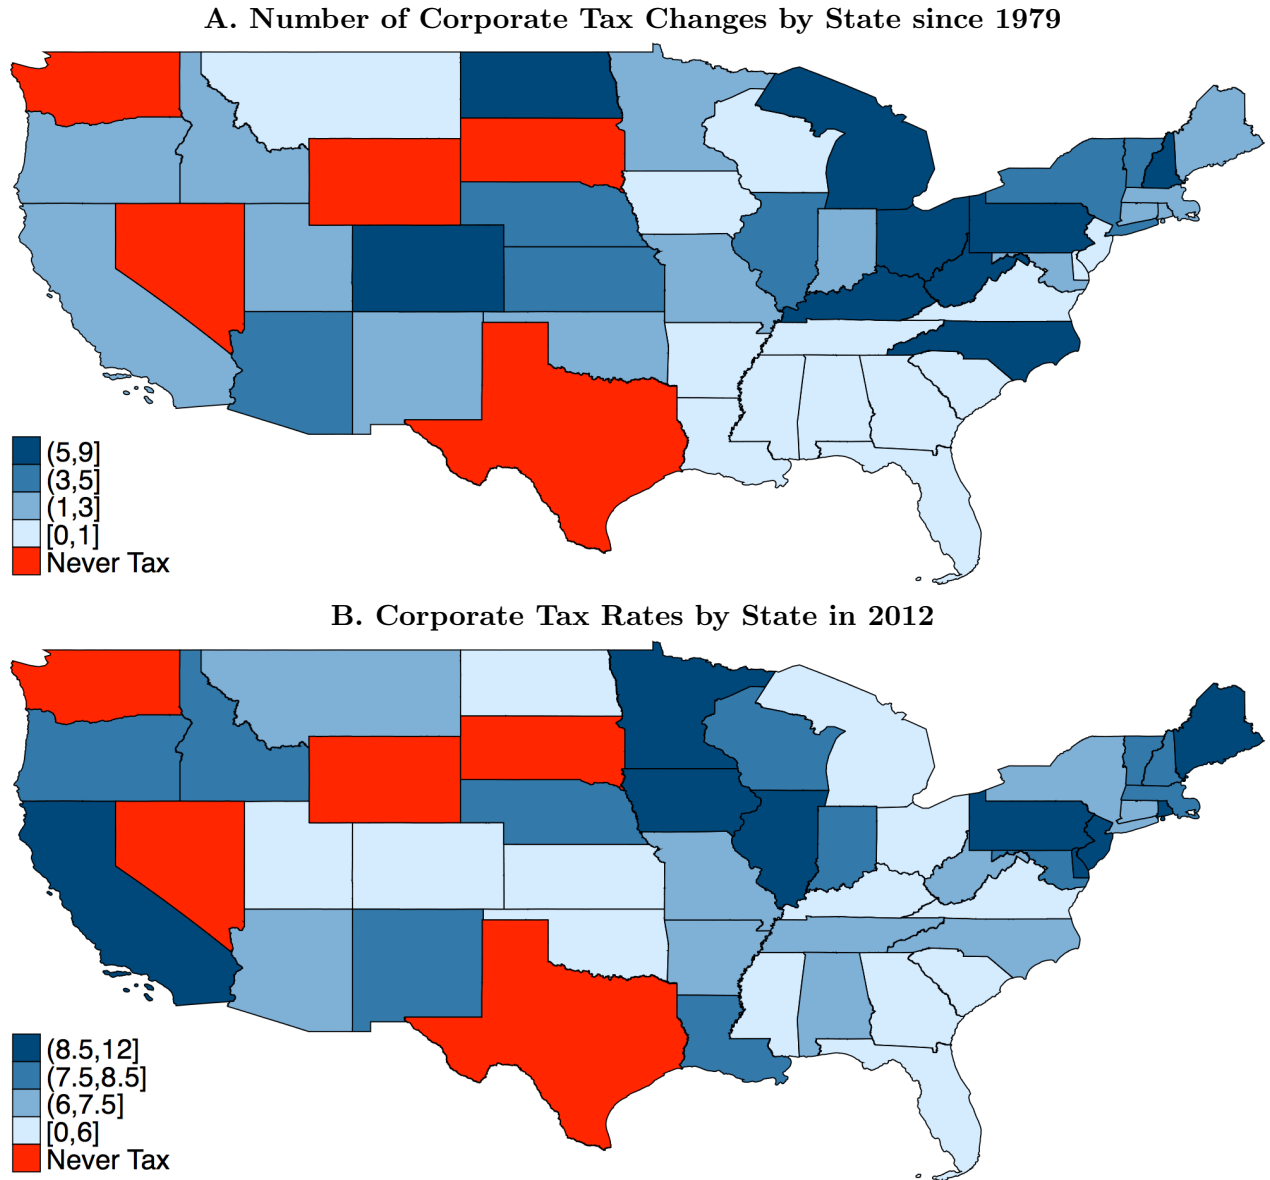 A. Number of Corporate Tax Changes by State since 1979
(5,9]
(3,5]
(1,3]
[0,1]
Never Tax
B. Corporate Tax Rates by State in 2012
(8.5,12]
(7.5,8.5]
(6,7.5]
[0,6]
Never Tax